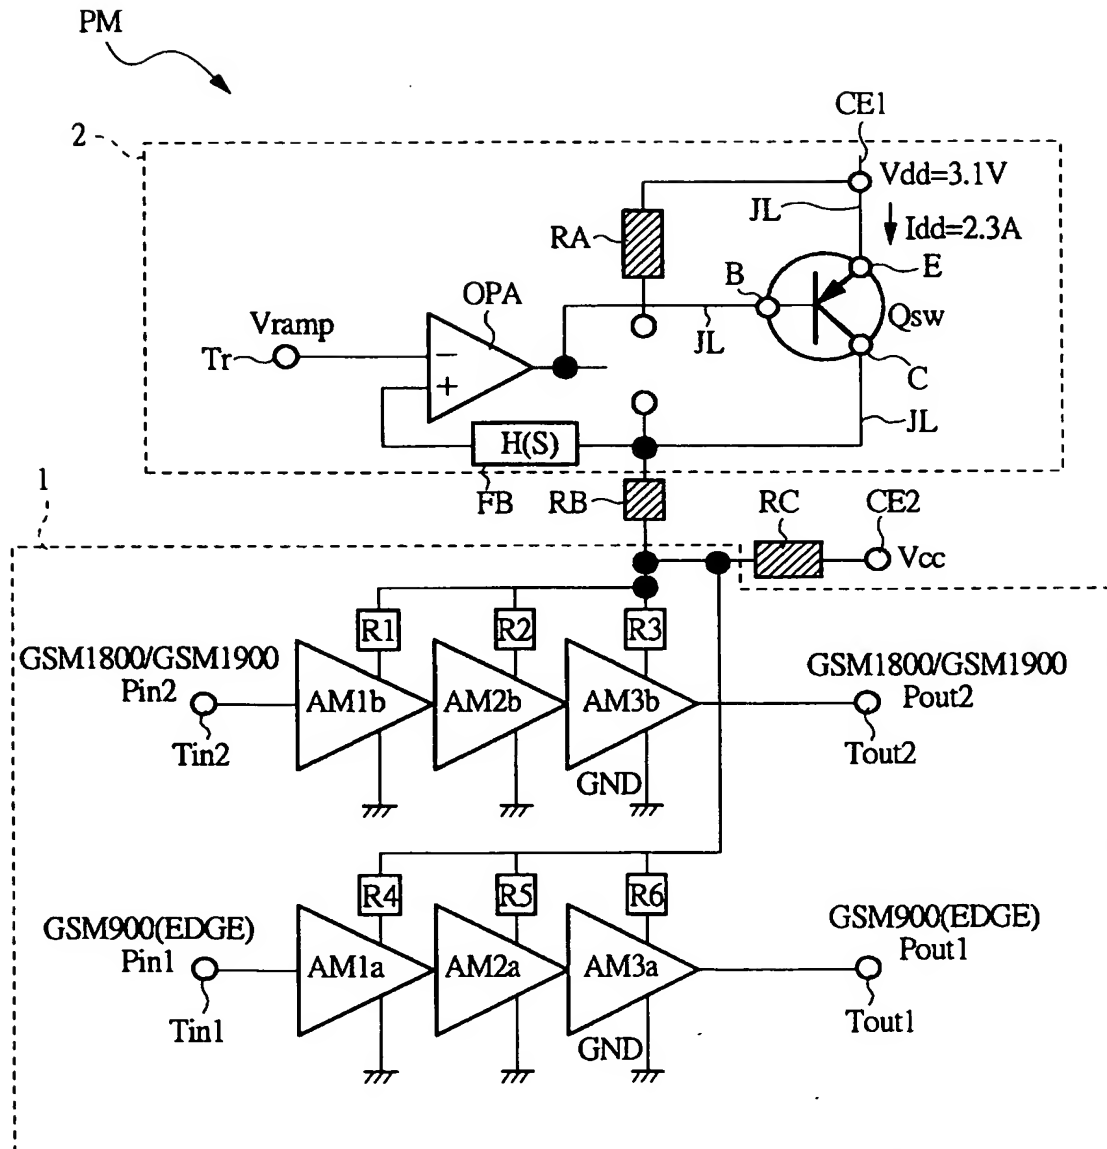 PM
CE1
2
Vdd=3.1V
JL
Idd=2.3A
RA
E
B
OPA
Qsw
Vramp
Tr
−
JL
C
+
JL
H(S)
1
FB
RB
RC
CE2
Vcc
R1
R2
R3
GSM1800/GSM1900
GSM1800/GSM1900
Pin2
AM1b
AM2b
AM3b
Pout2
Tin2
Tout2
GND
R4
R5
R6
GSM900(EDGE)
GSM900(EDGE)
Pin1
AM1a
AM2a
AM3a
Pout1
Tin1
Tout1
GND